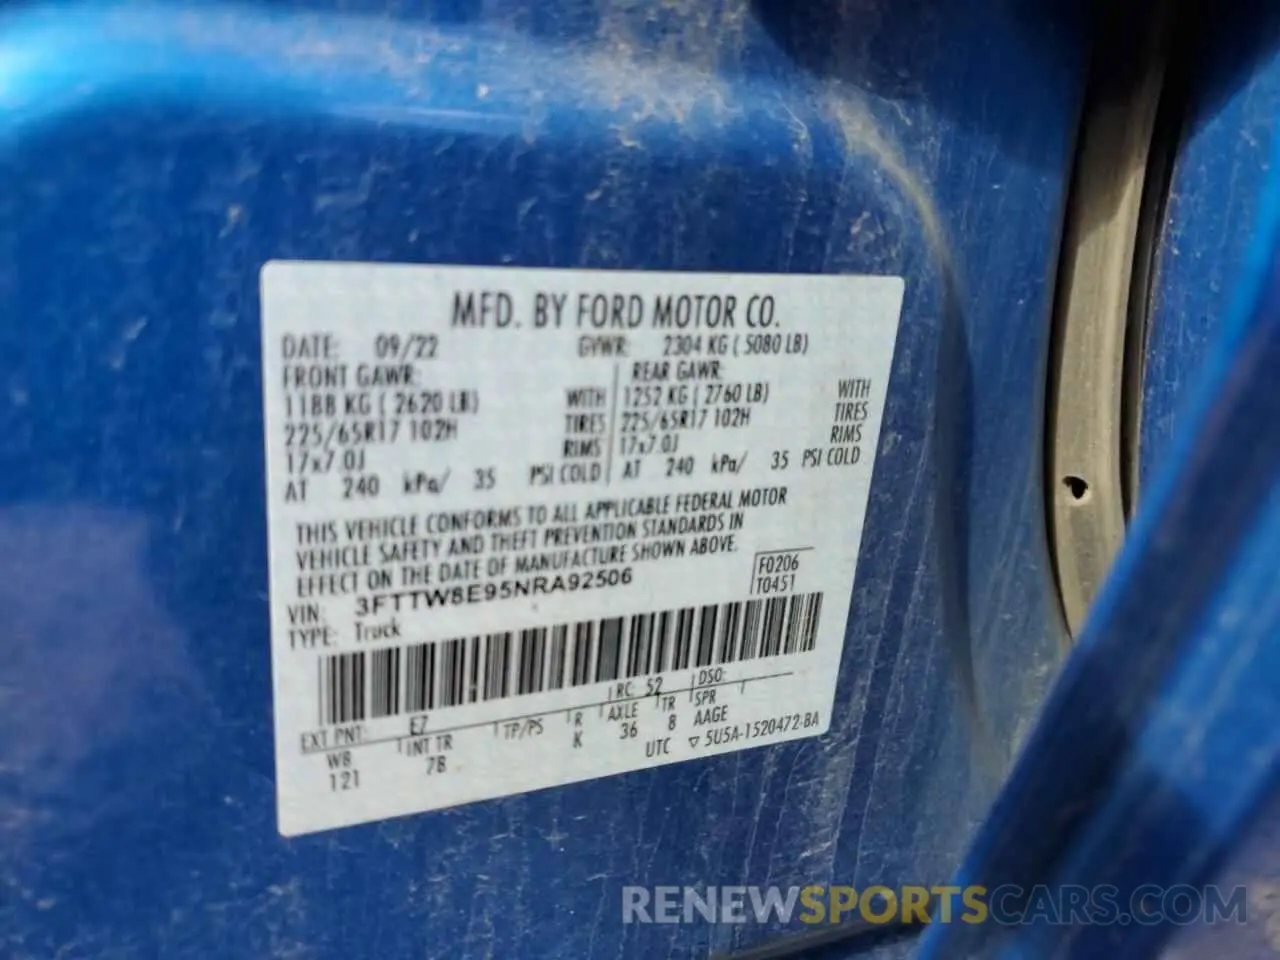 MFD. BY FORD MOTOR CO.
DATE: 09/22 GVWR: 2304 KG ( 5080 LB)
FRONT GAWR: REAR GAWR:
1188 KG ( 2620 LB) WITH 1252 KG ( 2760 LB) WITH
225/65R17 102H TIRES 225/65R17 102H TIRES
17x7.0J RIMS 17x7.0J RIMS
AT 240 kPa/ 35 PSI COLD AT 240 kPa/ 35 PSI COLD
THIS VEHICLE CONFORMS TO ALL APPLICABLE FEDERAL MOTOR
VEHICLE SAFETY AND THEFT PREVENTION STANDARDS IN
EFFECT ON THE DATE OF MANUFACTURE SHOWN ABOVE.
VIN: 3FTTW8E95NRA92506 F0206
TYPE: Truck T0451
EXT PNT: E7 RC: 52 DSO:
WB INT TR TP/PS R AXLE TR SPR
121 7B K 36 8 AAGE
UTC ▽ 5U5A-1520472-BA
RENEWSPORTSCARS.COM